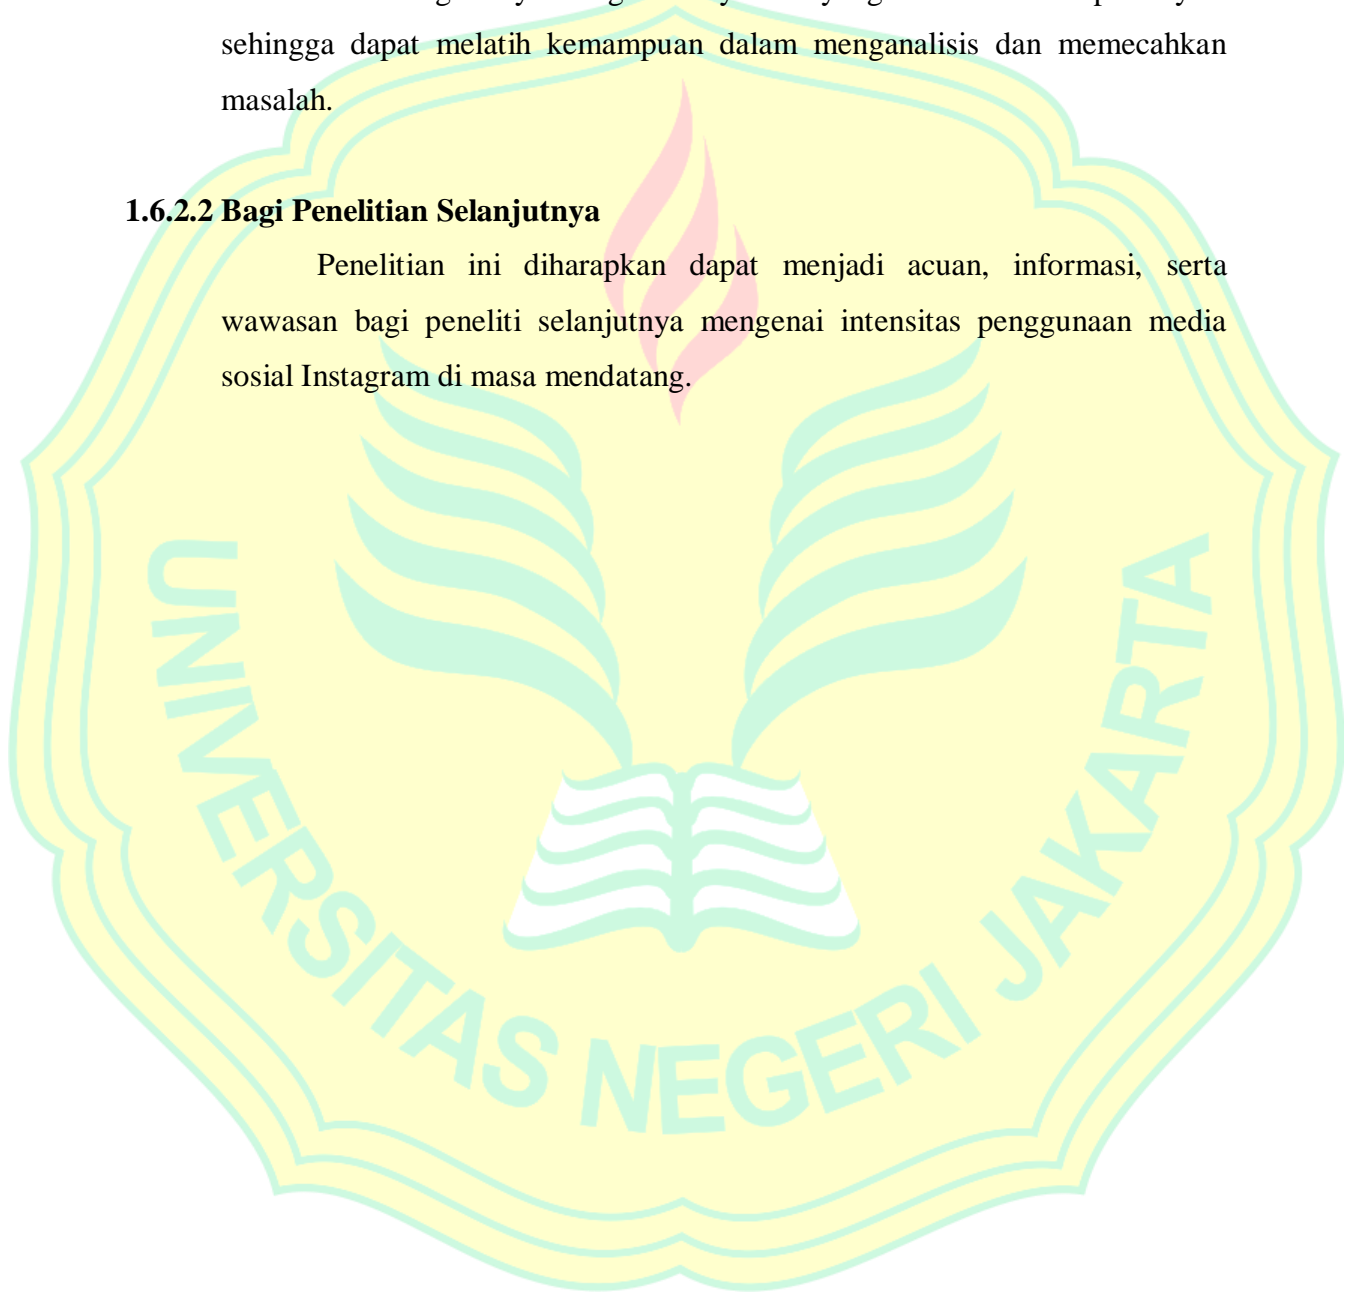 sehingga dapat melatih kemampuan dalam menganalisis dan memecahkan
masalah.
1.6.2.2 Bagi Penelitian Selanjutnya
Penelitian ini diharapkan dapat menjadi acuan, informasi, serta
wawasan bagi peneliti selanjutnya mengenai intensitas penggunaan media
sosial Instagram di masa mendatang.
UNIVERSITAS NEGERI JAKARTA